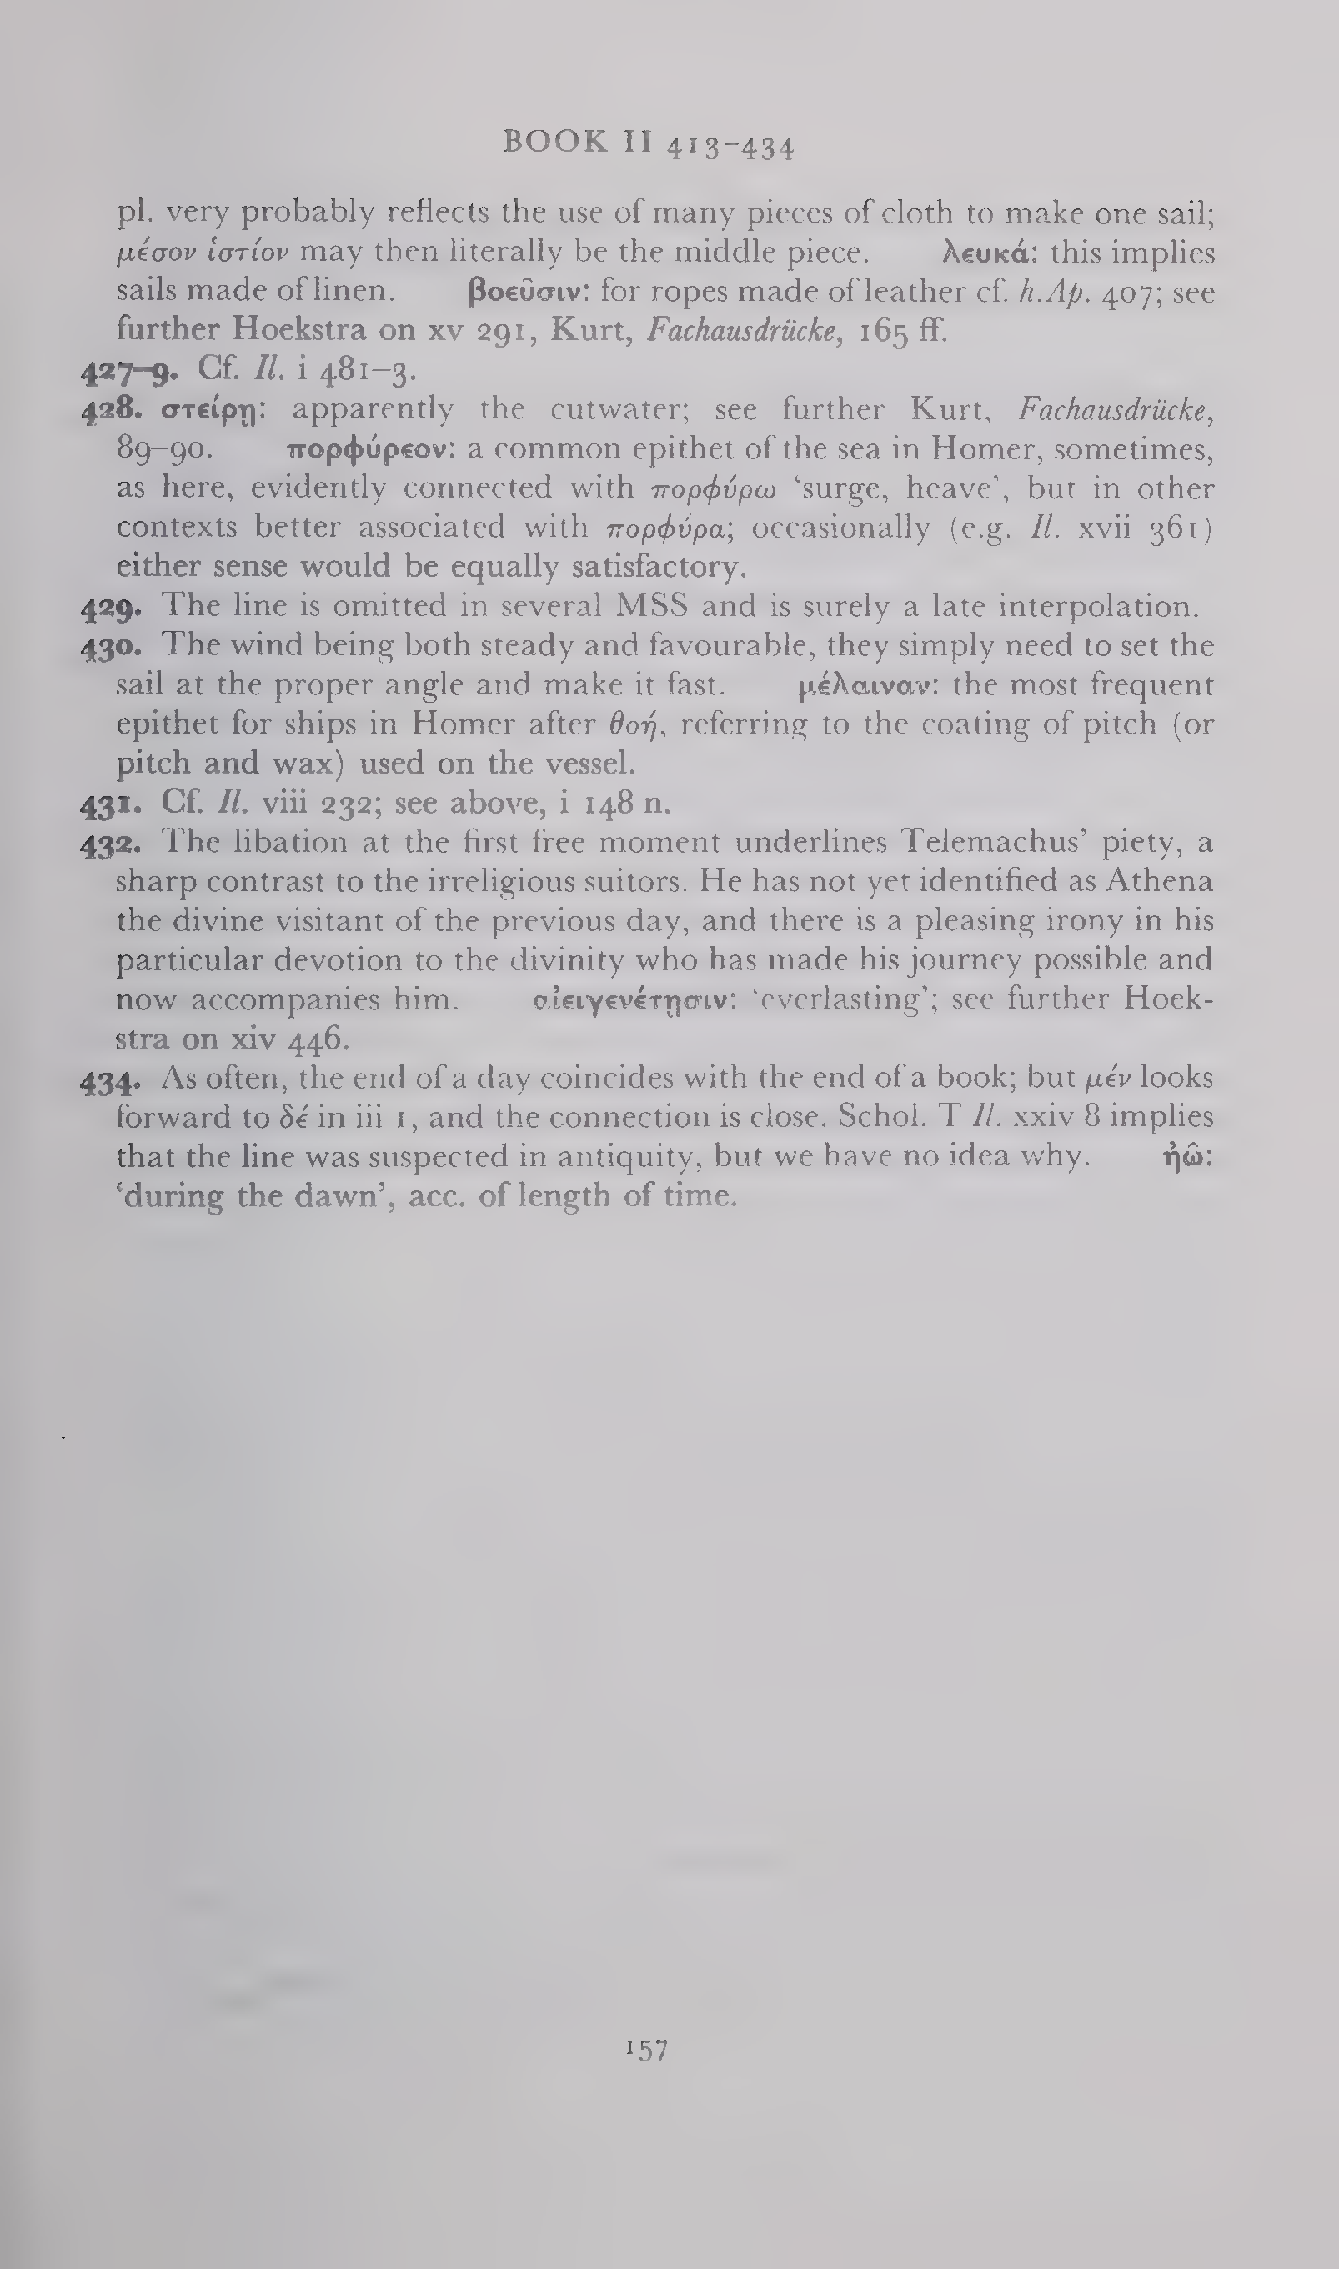 BOOK II 413–434
pl. very probably reflects the use of many pieces of cloth to make one sail;
μέσον ἱστίον may then literally be the middle piece. λευκά: this implies
sails made of linen. βοεῦσιν: for ropes made of leather cf. h.Ap. 407; see
further Hoekstra on xv 291, Kurt, Fachausdrücke, 165 ff.
427–9. Cf. Il. i 481–3.
428. στείρῃ: apparently the cutwater; see further Kurt, Fachausdrücke,
89–90. πορφύρεον: a common epithet of the sea in Homer, sometimes,
as here, evidently connected with πορφύρω ‘surge, heave’, but in other
contexts better associated with πορφύρα; occasionally (e.g. Il. xvii 361)
either sense would be equally satisfactory.
429. The line is omitted in several MSS and is surely a late interpolation.
430. The wind being both steady and favourable, they simply need to set the
sail at the proper angle and make it fast. μέλαιναν: the most frequent
epithet for ships in Homer after θοή, referring to the coating of pitch (or
pitch and wax) used on the vessel.
431. Cf. Il. viii 232; see above, i 148 n.
432. The libation at the first free moment underlines Telemachus’ piety, a
sharp contrast to the irreligious suitors. He has not yet identified as Athena
the divine visitant of the previous day, and there is a pleasing irony in his
particular devotion to the divinity who has made his journey possible and
now accompanies him. αἰειγενέτῃσιν: ‘everlasting’; see further Hoek-
stra on xiv 446.
434. As often, the end of a day coincides with the end of a book; but μέν looks
forward to δέ in iii 1, and the connection is close. Schol. T Il. xxiv 8 implies
that the line was suspected in antiquity, but we have no idea why. ἠῶ:
‘during the dawn’, acc. of length of time.
157